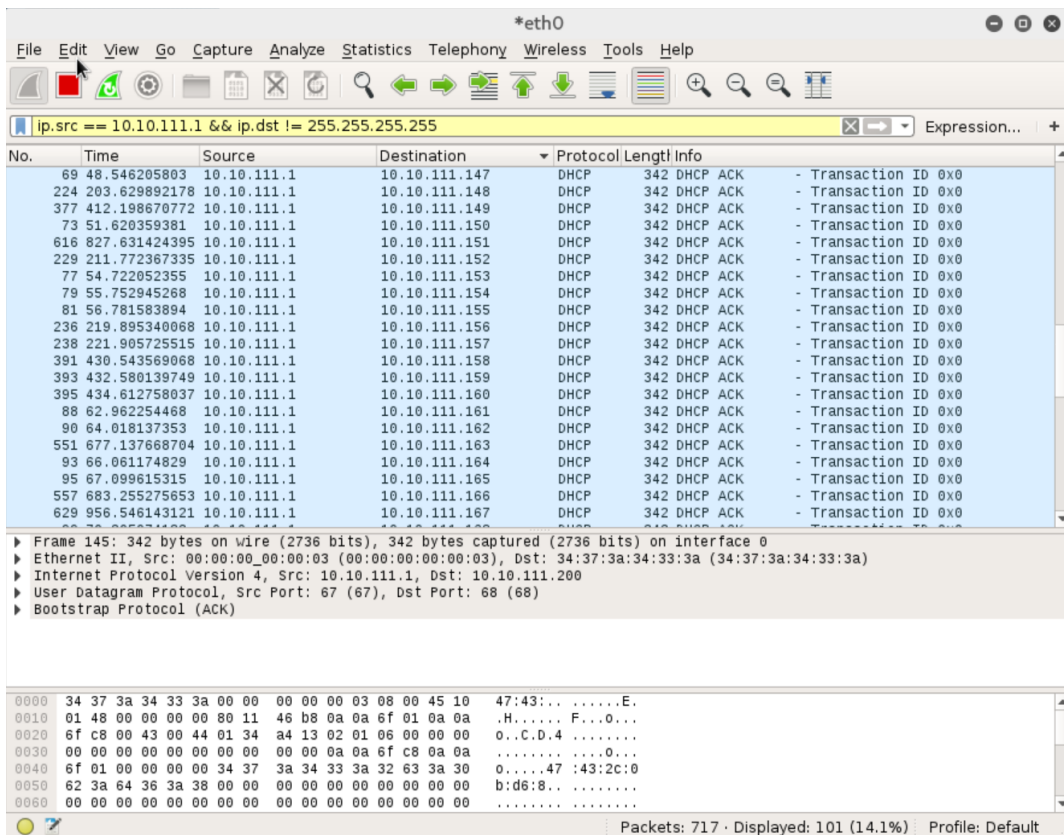 *eth0
File Edit View Go Capture Analyze Statistics Telephony Wireless Tools Help
ip.src == 10.10.111.1 && ip.dst != 255.255.255.255 Expression... +
No. Time Source Destination Protocol Length Info
69 48.546205803 10.10.111.1 10.10.111.147 DHCP 342 DHCP ACK - Transaction ID 0x0
224 203.629892178 10.10.111.1 10.10.111.148 DHCP 342 DHCP ACK - Transaction ID 0x0
377 412.198670772 10.10.111.1 10.10.111.149 DHCP 342 DHCP ACK - Transaction ID 0x0
73 51.620359381 10.10.111.1 10.10.111.150 DHCP 342 DHCP ACK - Transaction ID 0x0
616 827.631424395 10.10.111.1 10.10.111.151 DHCP 342 DHCP ACK - Transaction ID 0x0
229 211.772367335 10.10.111.1 10.10.111.152 DHCP 342 DHCP ACK - Transaction ID 0x0
77 54.722052355 10.10.111.1 10.10.111.153 DHCP 342 DHCP ACK - Transaction ID 0x0
79 55.752945268 10.10.111.1 10.10.111.154 DHCP 342 DHCP ACK - Transaction ID 0x0
81 56.781583894 10.10.111.1 10.10.111.155 DHCP 342 DHCP ACK - Transaction ID 0x0
236 219.895340068 10.10.111.1 10.10.111.156 DHCP 342 DHCP ACK - Transaction ID 0x0
238 221.905725515 10.10.111.1 10.10.111.157 DHCP 342 DHCP ACK - Transaction ID 0x0
391 430.543569068 10.10.111.1 10.10.111.158 DHCP 342 DHCP ACK - Transaction ID 0x0
393 432.580139749 10.10.111.1 10.10.111.159 DHCP 342 DHCP ACK - Transaction ID 0x0
395 434.612758037 10.10.111.1 10.10.111.160 DHCP 342 DHCP ACK - Transaction ID 0x0
88 62.962254468 10.10.111.1 10.10.111.161 DHCP 342 DHCP ACK - Transaction ID 0x0
90 64.018137353 10.10.111.1 10.10.111.162 DHCP 342 DHCP ACK - Transaction ID 0x0
551 677.137668704 10.10.111.1 10.10.111.163 DHCP 342 DHCP ACK - Transaction ID 0x0
93 66.061174829 10.10.111.1 10.10.111.164 DHCP 342 DHCP ACK - Transaction ID 0x0
95 67.099615315 10.10.111.1 10.10.111.165 DHCP 342 DHCP ACK - Transaction ID 0x0
557 683.255275653 10.10.111.1 10.10.111.166 DHCP 342 DHCP ACK - Transaction ID 0x0
629 956.546143121 10.10.111.1 10.10.111.167 DHCP 342 DHCP ACK - Transaction ID 0x0
Frame 145: 342 bytes on wire (2736 bits), 342 bytes captured (2736 bits) on interface 0
Ethernet II, Src: 00:00:00_00:00:03 (00:00:00:00:00:03), Dst: 34:37:3a:34:33:3a (34:37:3a:34:33:3a)
Internet Protocol Version 4, Src: 10.10.111.1, Dst: 10.10.111.200
User Datagram Protocol, Src Port: 67 (67), Dst Port: 68 (68)
Bootstrap Protocol (ACK)
0000 34 37 3a 34 33 3a 00 00 00 00 00 03 08 00 45 10 47:43:.. ......E.
0010 01 48 00 00 00 00 80 11 46 b8 0a 0a 6f 01 0a 0a .H...... F...o...
0020 6f c8 00 43 00 44 01 34 a4 13 02 01 06 00 00 00 o..C.D.4 ........
0030 00 00 00 00 00 00 00 00 00 00 0a 0a 6f c8 0a 0a ........ ....o...
0040 6f 01 00 00 00 00 34 37 3a 34 33 3a 32 63 3a 30 o.....47 :43:2c:0
0050 62 3a 64 36 3a 38 00 00 00 00 00 00 00 00 00 00 b:d6:8.. ........
0060 00 00 00 00 00 00 00 00 00 00 00 00 00 00 00 00 ........ ........
Packets: 717 · Displayed: 101 (14.1%) Profile: Default